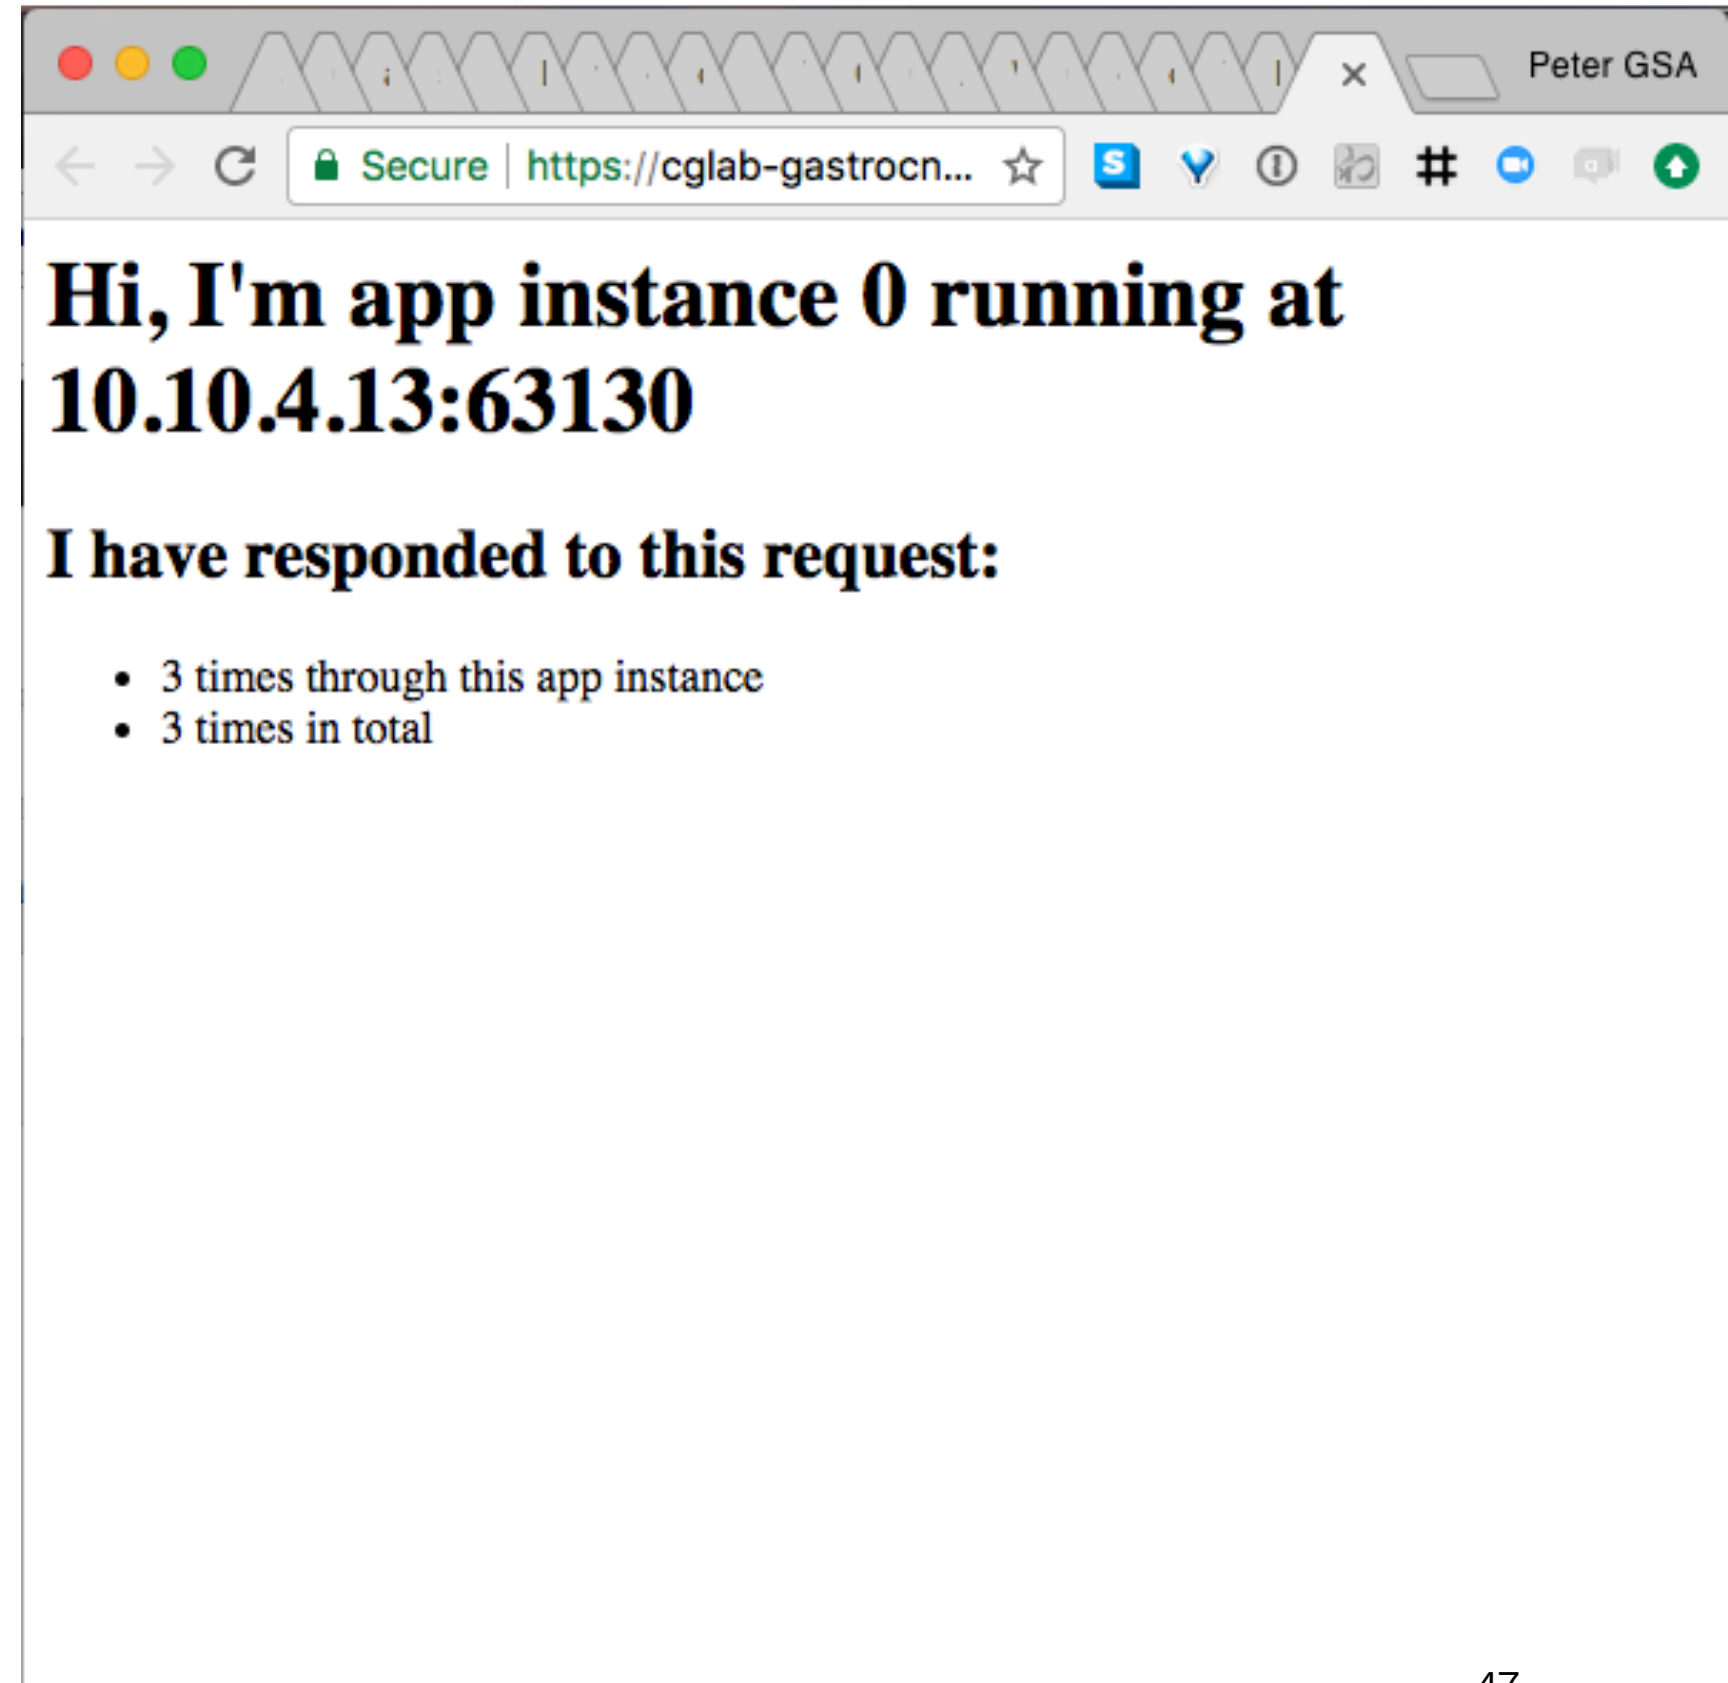 Peter GSA
Secure https://cglab-gastrocn...
Hi, I'm app instance 0 running at
10.10.4.13:63130
I have responded to this request:
3 times through this app instance
3 times in total
47